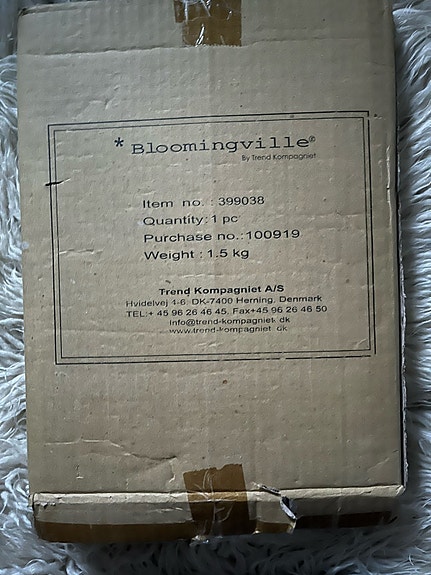 * Bloomingville®
By Trend Kompagniet
Item no. : 399038
Quantity: 1 pc
Purchase no.:100919
Weight : 1.5 kg
Trend Kompagniet A/S
Hvidelvej 4-6, DK-7400 Herning, Denmark
TEL:+ 45 96 26 46 45, Fax+45 96 26 46 50
info@trend-kompagniet.dk
www.trend-kompagniet.dk